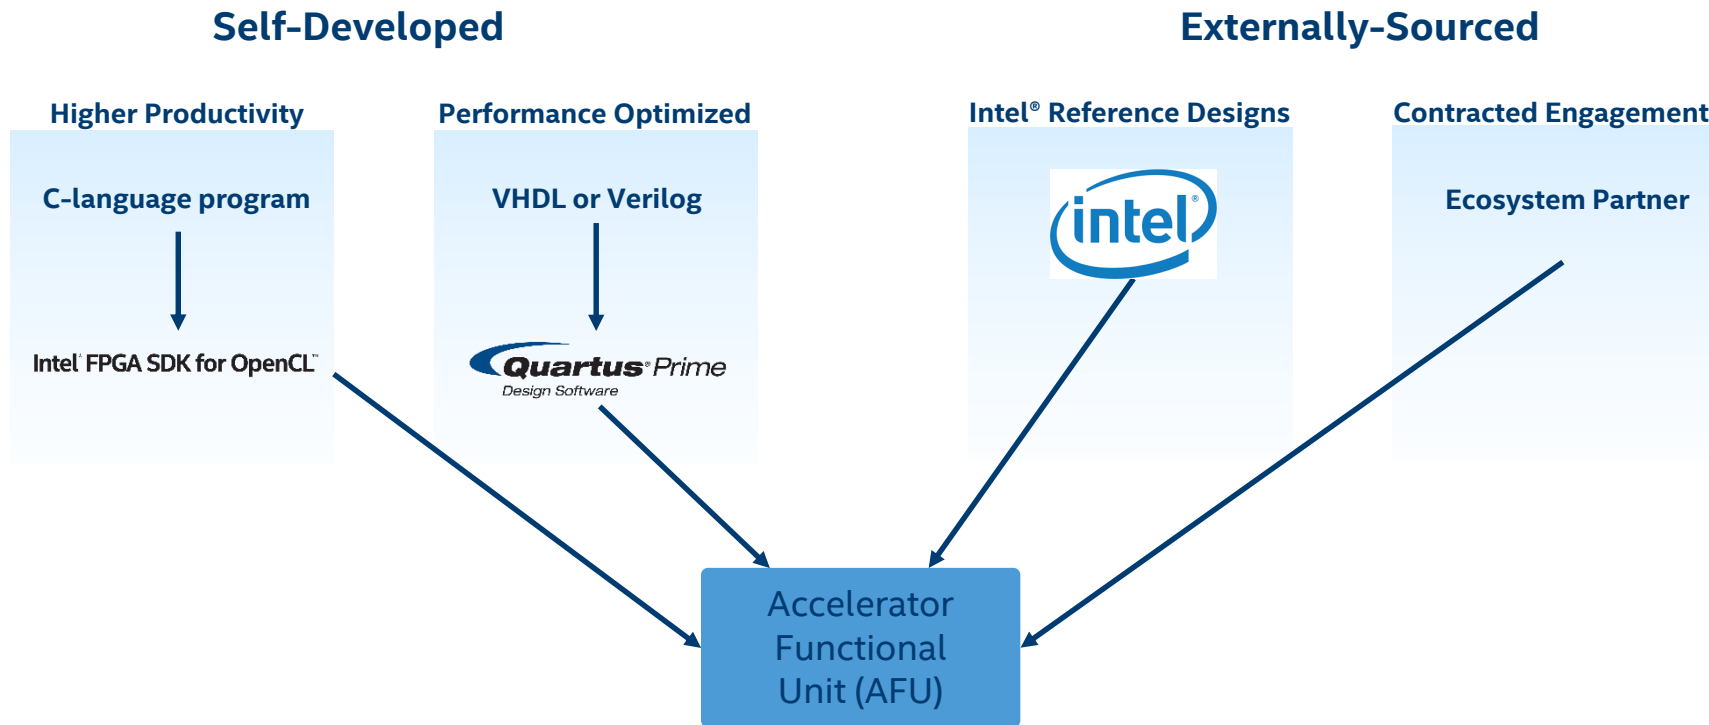 Self-Developed
Externally-Sourced
Higher Productivity
Performance Optimized
Intel® Reference Designs
Contracted Engagement
C-language program
VHDL or Verilog
intel®
Ecosystem Partner
Intel® FPGA SDK for OpenCL™
Quartus® Prime
Design Software
Accelerator
Functional
Unit (AFU)